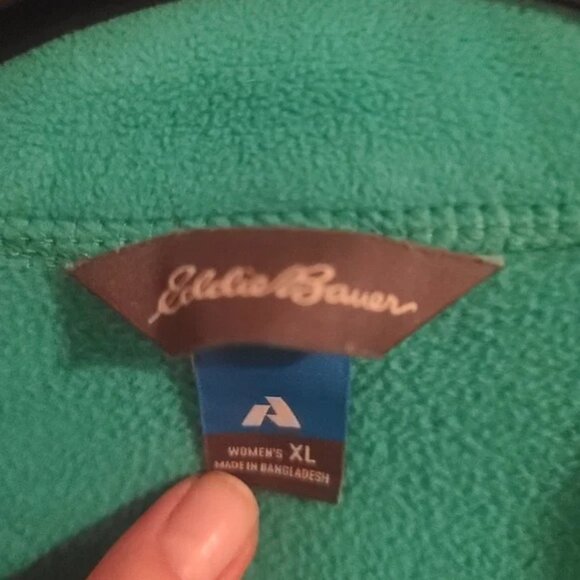 Eddie Bauer
WOMEN'S XL
MADE IN BANGLADESH